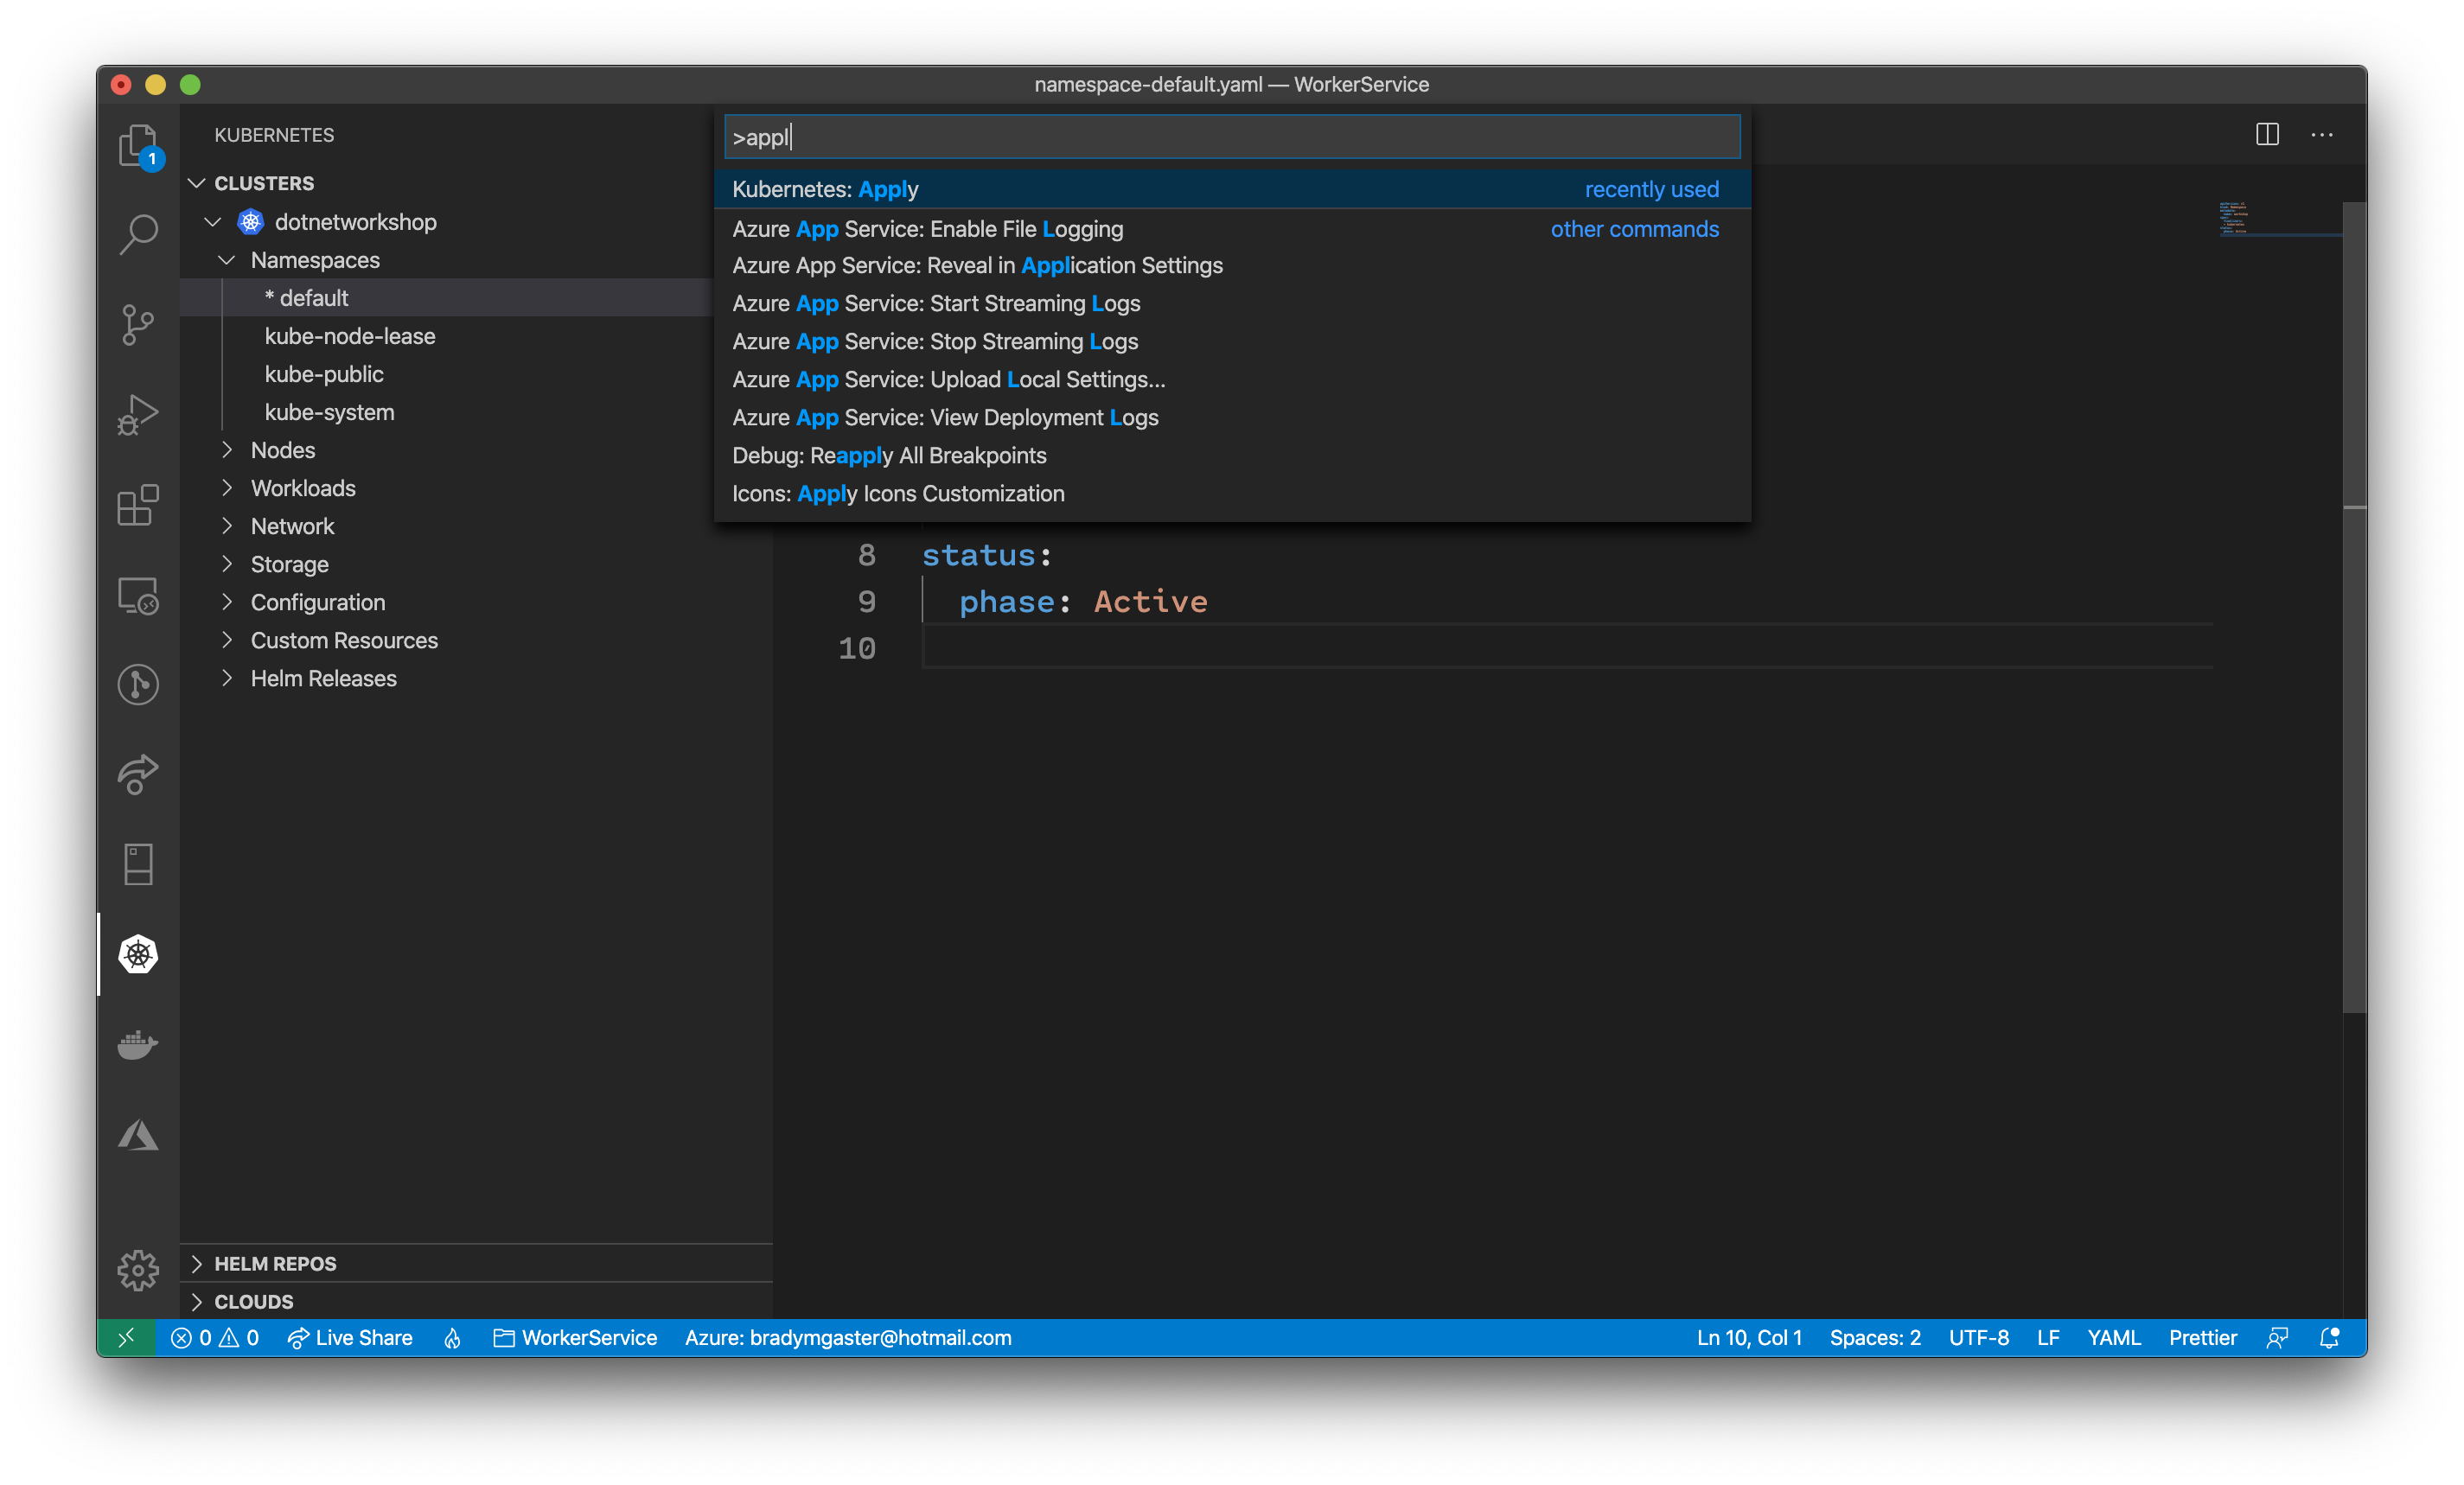 namespace-default.yaml — WorkerService
1
KUBERNETES
CLUSTERS
dotnetworkshop
Namespaces
* default
kube-node-lease
kube-public
kube-system
Nodes
Workloads
Network
Storage
Configuration
Custom Resources
Helm Releases
HELM REPOS
CLOUDS
>appl
Kubernetes: Apply recently used
Azure App Service: Enable File Logging other commands
Azure App Service: Reveal in Application Settings
Azure App Service: Start Streaming Logs
Azure App Service: Stop Streaming Logs
Azure App Service: Upload Local Settings...
Azure App Service: View Deployment Logs
Debug: Reapply All Breakpoints
Icons: Apply Icons Customization
8 status:
9 phase: Active
10
0 0 Live Share WorkerService Azure: bradymgaster@hotmail.com Ln 10, Col 1 Spaces: 2 UTF-8 LF YAML Prettier